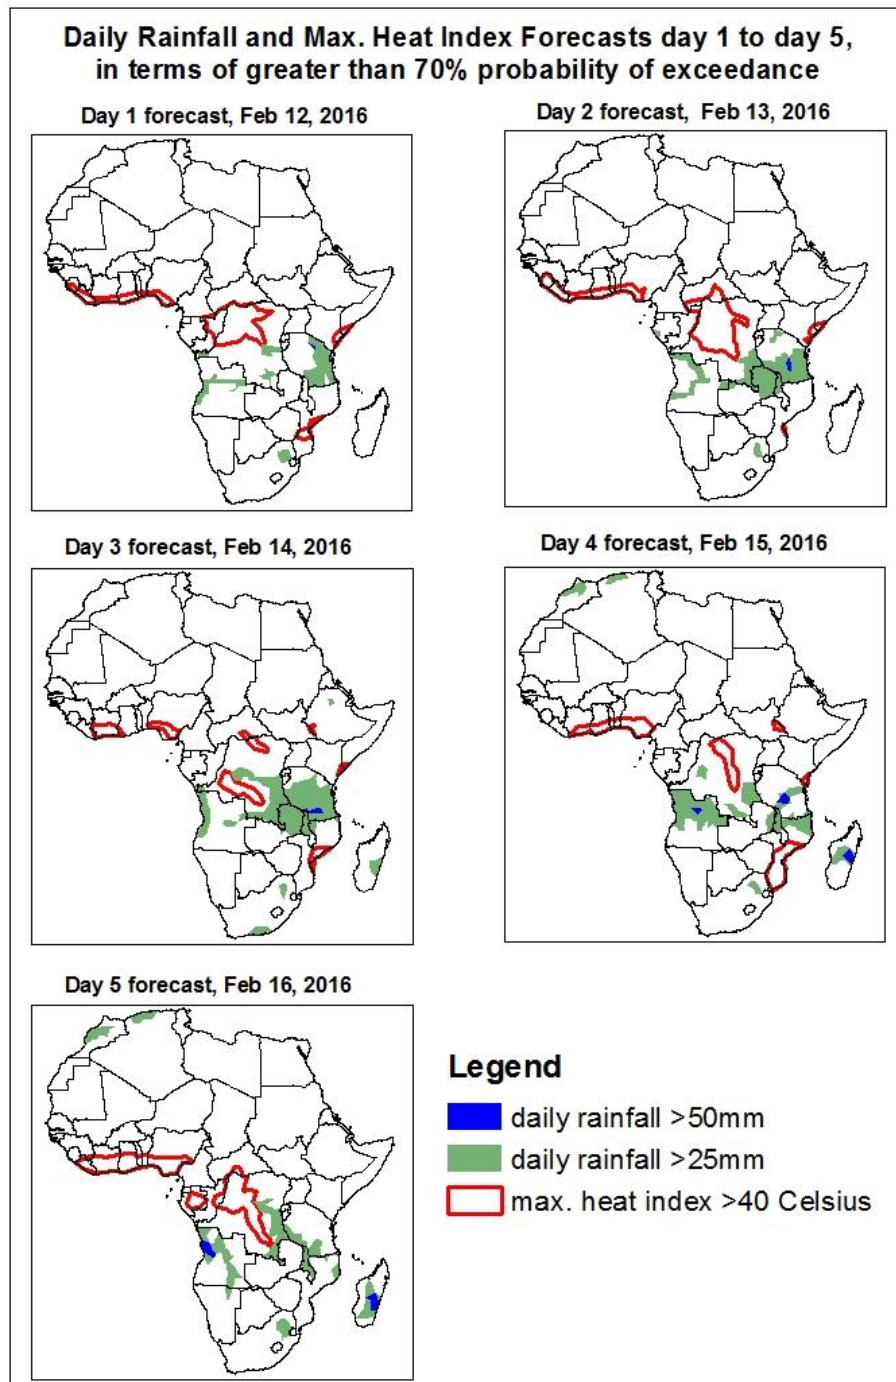 Daily Rainfall and Max. Heat Index Forecasts day 1 to day 5,
in terms of greater than 70% probability of exceedance
Day 1 forecast, Feb 12, 2016
Day 2 forecast, Feb 13, 2016
Day 3 forecast, Feb 14, 2016
Day 4 forecast, Feb 15, 2016
Day 5 forecast, Feb 16, 2016
Legend
daily rainfall >50mm
daily rainfall >25mm
max. heat index >40 Celsius